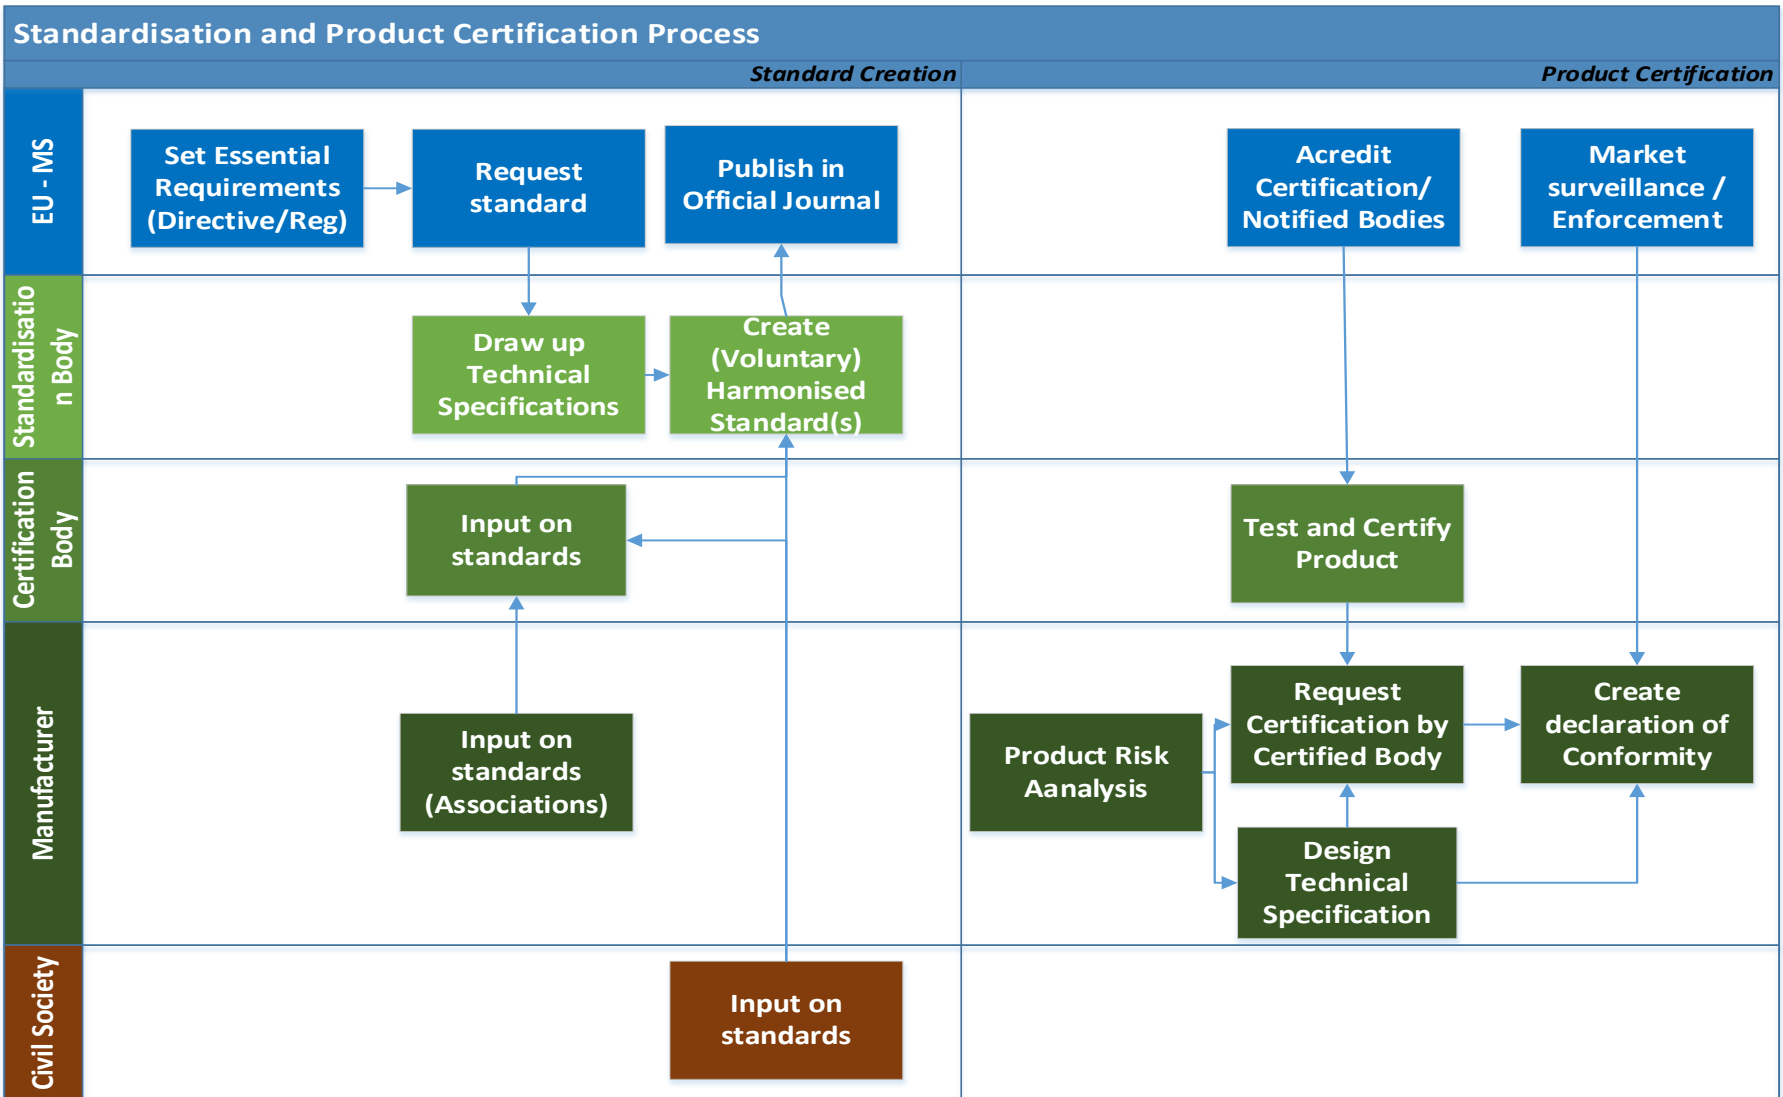 Standardisation and Product Certification Process
Standard Creation
Product Certification
EU - MS
Set Essential
Requirements
(Directive/Reg)
Request
standard
Publish in
Official Journal
Acredit
Certification/
Notified Bodies
Market
surveillance /
Enforcement
Standardisatio
n Body
Draw up
Technical
Specifications
Create
(Voluntary)
Harmonised
Standard(s)
Certification
Body
Input on
standards
Test and Certify
Product
Manufacturer
Input on
standards
(Associations)
Product Risk
Aanalysis
Request
Certification by
Certified Body
Create
declaration of
Conformity
Design
Technical
Specification
Civil Society
Input on
standards